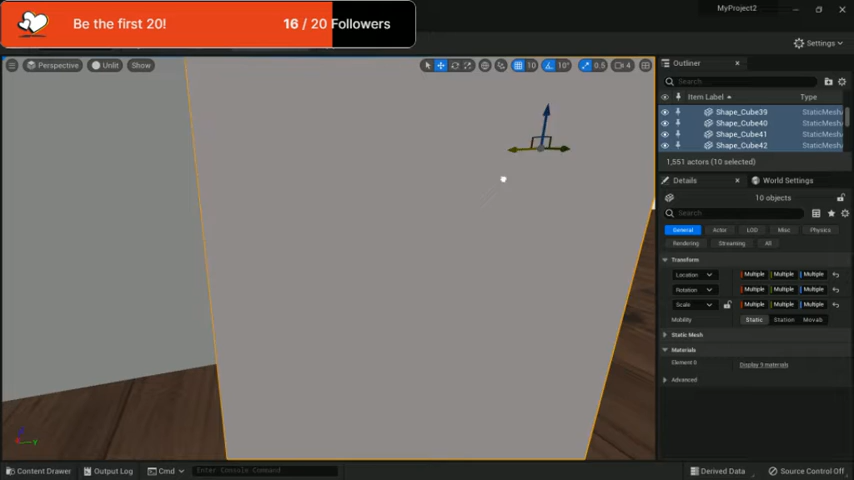 Be the first 20!
16 / 20 Followers
MyProject2
Settings
Perspective
Unlit
Show
10
10°
0.5
4
Outliner
Search
Item Label
Type
Shape_Cube39
StaticMesh
Shape_Cube40
StaticMesh
Shape_Cube41
StaticMesh
Shape_Cube42
StaticMesh
1,551 actors (10 selected)
Details
World Settings
10 objects
Search
General
Actor
LOD
Misc
Physics
Rendering
Streaming
All
Transform
Location
Multiple
Multiple
Multiple
Rotation
Multiple
Multiple
Multiple
Scale
Multiple
Multiple
Multiple
Mobility
Static
Station
Movab
Static Mesh
Materials
Element 0
Display 3 materials
Advanced
Content Drawer
Output Log
Cmd
Enter Console Command
Derived Data
Source Control Off